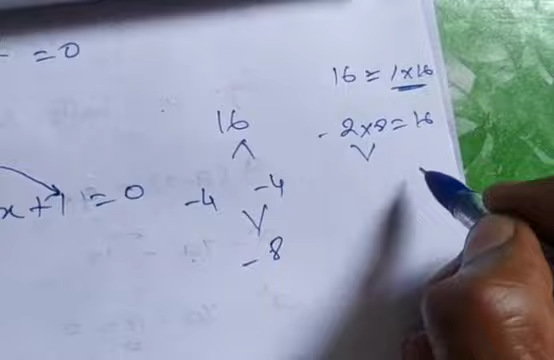 = 0
16 = 1 x 16
- 2 x 8 = 16
16
-4 -4
x + 1 = 0
- 8